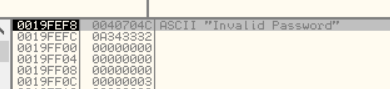 0019FEF8 0040704C ASCII "Invalid Password"
0019FEFC 0A343332
0019FF00 00000000
0019FF04 00000000
0019FF08 00000000
0019FF0C 00000003